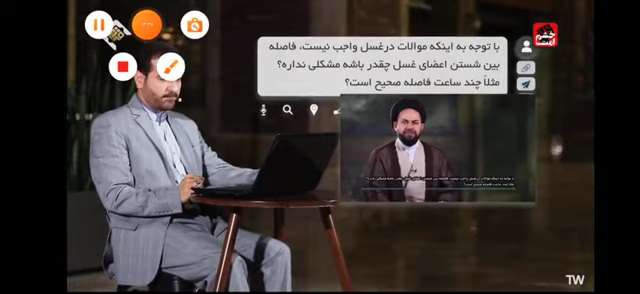 با توجه به اینکه موالات درغسل واجب نیست، فاصله
بین شستن اعضای غسل چقدر باشه مشکلی نداره؟
مثلاً چند ساعت فاصله صحیح است؟
TW